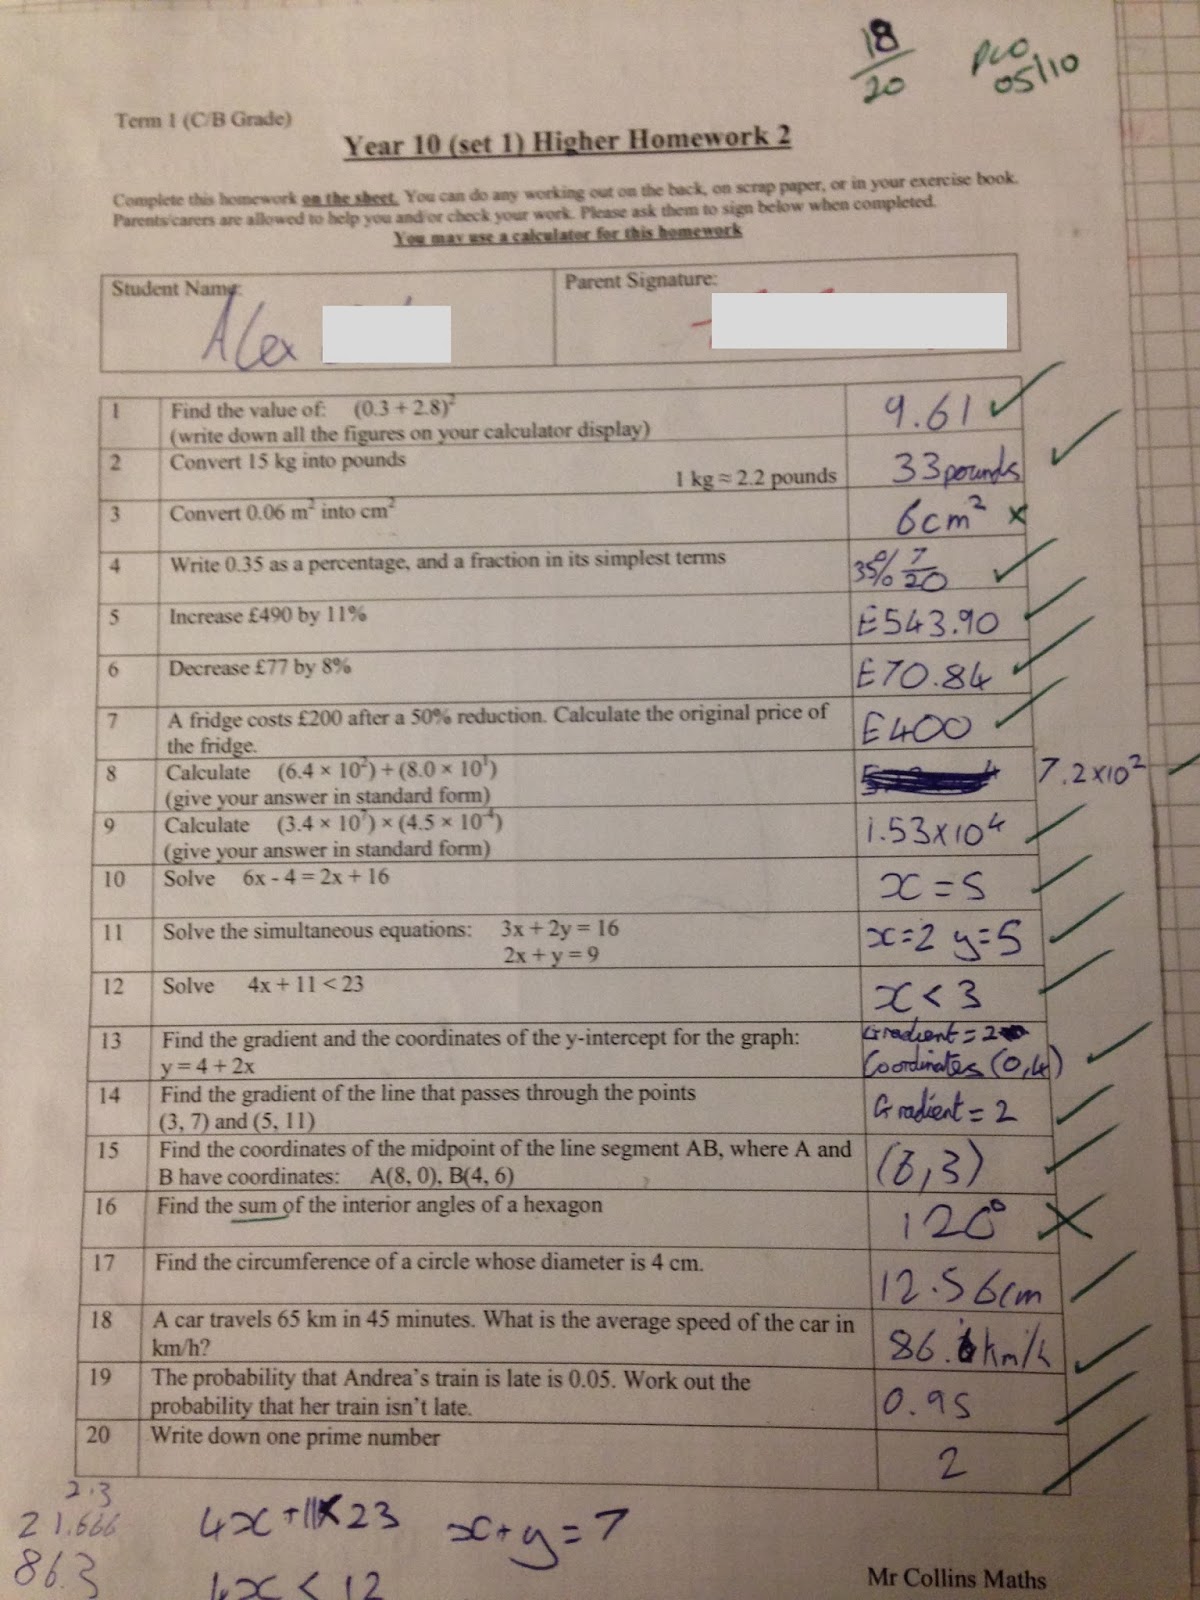 18
20
PCO
05/10
Term 1 (C/B Grade)
Year 10 (set 1) Higher Homework 2
Complete this homework on the sheet. You can do any working out on the back, on scrap paper, or in your exercise book.
Parents/carers are allowed to help you and/or check your work. Please ask them to sign below when completed.
You may use a calculator for this homework
Student Name: Parent Signature:
Alex
1 Find the value of: (0.3 + 2.8)² 9.61
(write down all the figures on your calculator display)
2 Convert 15 kg into pounds 33pounds
1 kg ≈ 2.2 pounds
3 Convert 0.06 m² into cm² 6cm²
4 Write 0.35 as a percentage, and a fraction in its simplest terms 35% 7/20
5 Increase £490 by 11% £543.90
6 Decrease £77 by 8% £70.84
7 A fridge costs £200 after a 50% reduction. Calculate the original price of £400
the fridge.
8 Calculate (6.4 × 10²) + (8.0 × 10¹) 7.2x10²
(give your answer in standard form)
9 Calculate (3.4 × 10⁷) × (4.5 × 10⁻⁴) 1.53x10⁴
(give your answer in standard form)
10 Solve 6x - 4 = 2x + 16 x = 5
11 Solve the simultaneous equations: 3x + 2y = 16 x=2 y=5
2x + y = 9
12 Solve 4x + 11 < 23 x < 3
13 Find the gradient and the coordinates of the y-intercept for the graph: Gradient = 2
y = 4 + 2x Coordinates (0,4)
14 Find the gradient of the line that passes through the points Gradient = 2
(3, 7) and (5, 11)
15 Find the coordinates of the midpoint of the line segment AB, where A and (6,3)
B have coordinates: A(8, 0), B(4, 6)
16 Find the sum of the interior angles of a hexagon 120°
17 Find the circumference of a circle whose diameter is 4 cm. 12.56cm
18 A car travels 65 km in 45 minutes. What is the average speed of the car in 86.6km/h
km/h?
19 The probability that Andrea's train is late is 0.05. Work out the 0.95
probability that her train isn't late.
20 Write down one prime number 2
2.3
21.666 4x+11<23 x+y=7
86.3 4x < 12
Mr Collins Maths